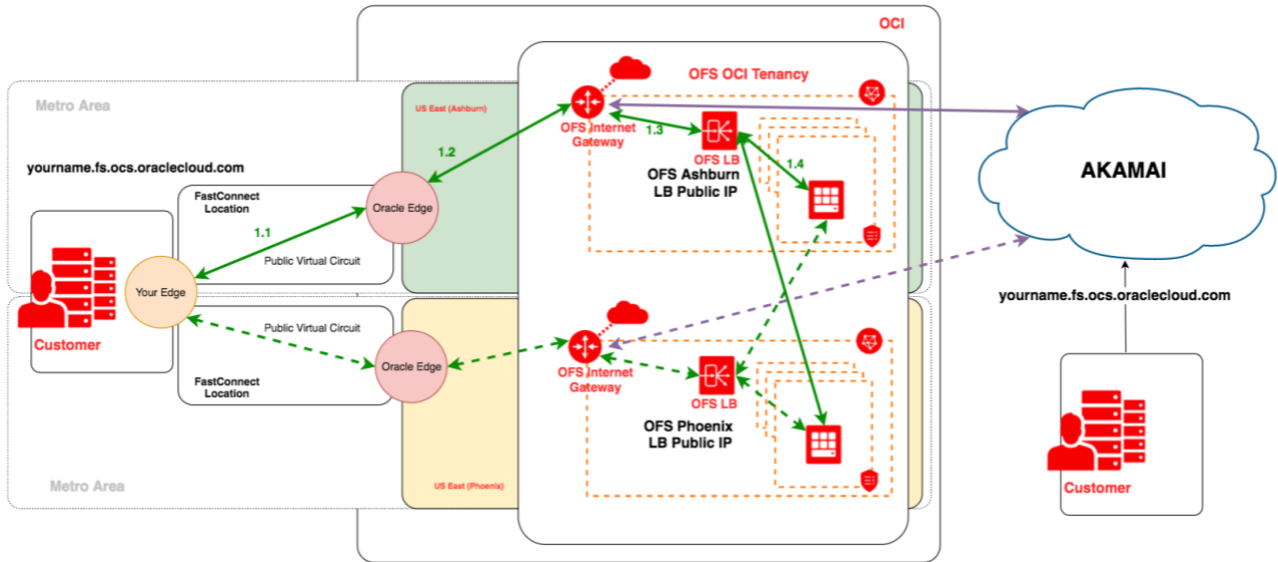 OCI
OFS OCI Tenancy
Metro Area
US East (Ashburn)
OFS Internet
Gateway
1.3
1.2
OFS LB
OFS Ashburn
LB Public IP
1.4
AKAMAI
yourname.fs.ocs.oraclecloud.com
FastConnect
Location
Oracle Edge
1.1
Public Virtual Circuit
Your Edge
Customer
Public Virtual Circuit
FastConnect
Location
Oracle Edge
OFS Internet
Gateway
OFS LB
OFS Phoenix
LB Public IP
US East (Phoenix)
Metro Area
yourname.fs.ocs.oraclecloud.com
Customer